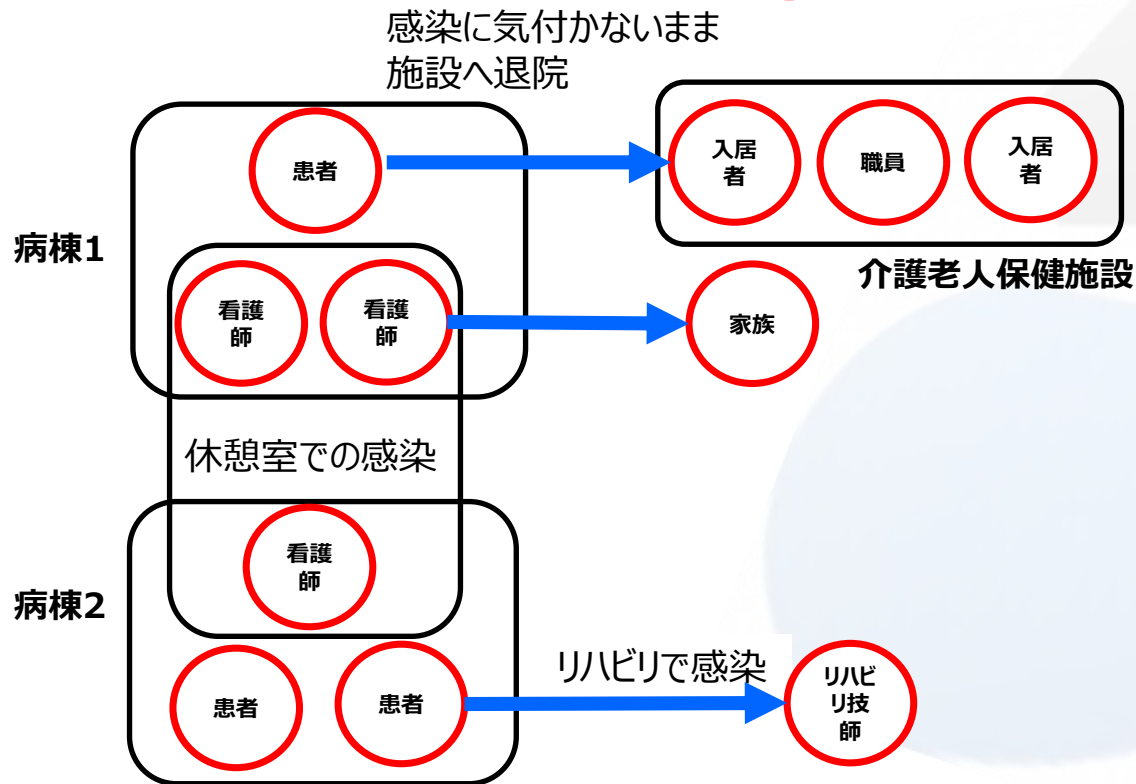 感染に気付かないまま
施設へ退院
患者
入居
者
職員
入居
者
病棟1
介護老人保健施設
看護
師
看護
師
家族
休憩室での感染
看護
師
病棟2
リハビリで感染
患者
患者
リハビ
リ技
師